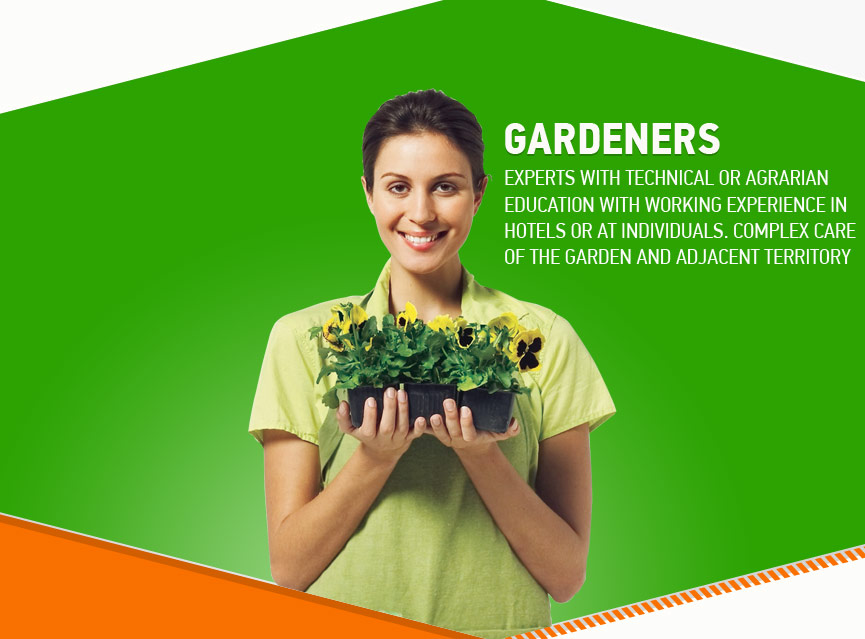 GARDENERS
EXPERTS WITH TECHNICAL OR AGRARIAN
EDUCATION WITH WORKING EXPERIENCE IN
HOTELS OR AT INDIVIDUALS. COMPLEX CARE
OF THE GARDEN AND ADJACENT TERRITORY